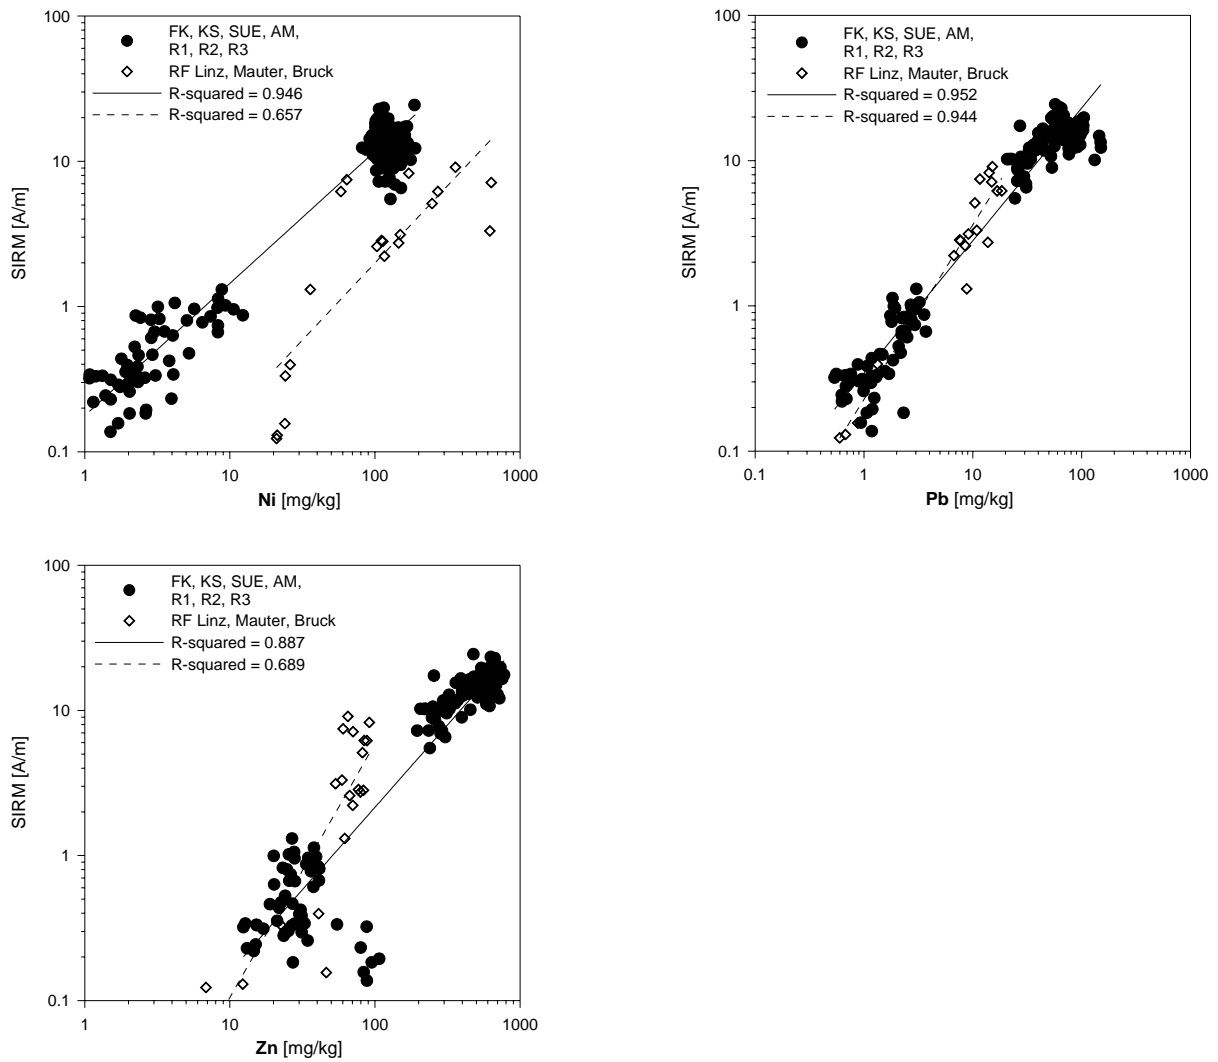 100
FK, KS, SUE, AM,
R1, R2, R3
RF Linz, Mauter, Bruck
R-squared = 0.946
R-squared = 0.657
10
SIRM [A/m]
1
0.1
1 10 100 1000
Ni [mg/kg]
100
FK, KS, SUE, AM,
R1, R2, R3
RF Linz, Mauter, Bruck
R-squared = 0.952
R-squared = 0.944
10
SIRM [A/m]
1
0.1
0.1 1 10 100 1000
Pb [mg/kg]
100
FK, KS, SUE, AM,
R1, R2, R3
RF Linz, Mauter, Bruck
R-squared = 0.887
R-squared = 0.689
10
SIRM [A/m]
1
0.1
1 10 100 1000
Zn [mg/kg]